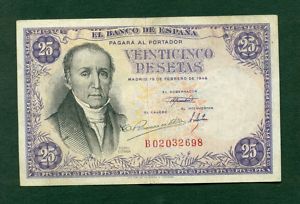 EL BANCO DE ESPAÑA
PAGARÁ AL PORTADOR
25
VEINTICINCO
PESETAS
25
MADRID 19 DE FEBRERO DE 1946
EL GOBERNADOR
EL INTERVENTOR
EL CAJERO
B02032698
25
25